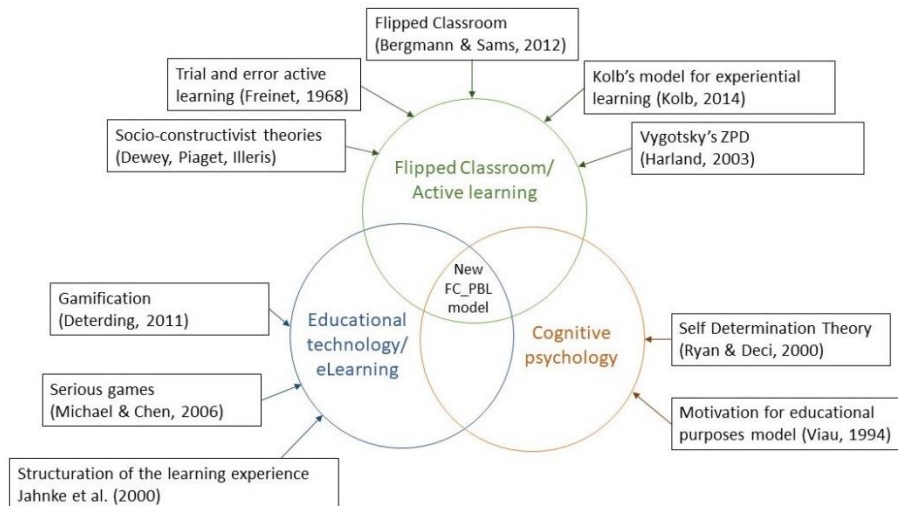 Flipped Classroom
(Bergmann & Sams, 2012)
Trial and error active
learning (Freinet, 1968)
Kolb's model for experiential
learning (Kolb, 2014)
Socio-constructivist theories
(Dewey, Piaget, Illeris)
Vygotsky's ZPD
(Harland, 2003)
Flipped Classroom/
Active learning
New
FC_PBL
model
Gamification
(Deterding, 2011)
Educational
technology/
eLearning
Cognitive
psychology
Self Determination Theory
(Ryan & Deci, 2000)
Serious games
(Michael & Chen, 2006)
Motivation for educational
purposes model (Viau, 1994)
Structuration of the learning experience
Jahnke et al. (2000)